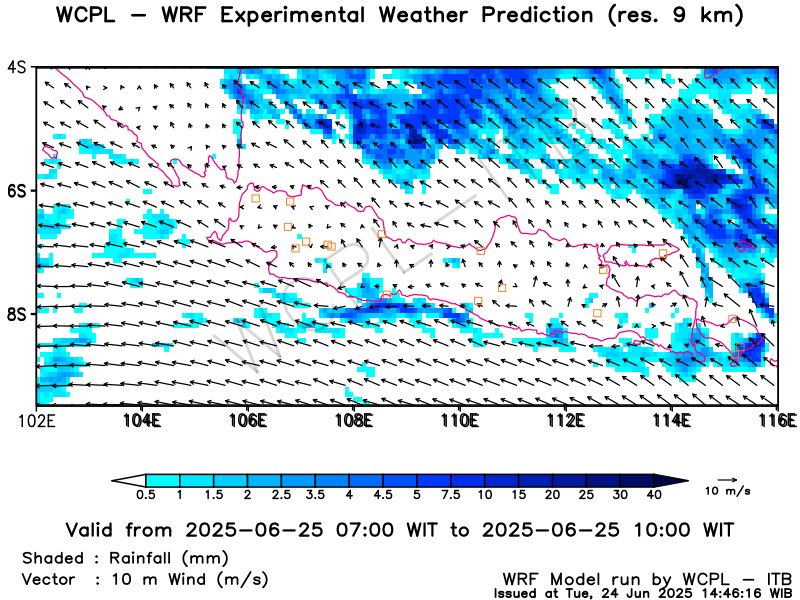 WCPL – WRF Experimental Weather Prediction (res. 9 km)
4S
6S
8S
102E 104E 106E 108E 110E 112E 114E 116E
0.5 1 1.5 2 2.5 3.5 4 4.5 5 7.5 10 15 20 25 30 40
10 m/s
Valid from 2025–06–25 07:00 WIT to 2025–06–25 10:00 WIT
Shaded : Rainfall (mm)
Vector : 10 m Wind (m/s)
WRF Model run by WCPL – ITB
Issued at Tue, 24 Jun 2025 14:46:16 WIB